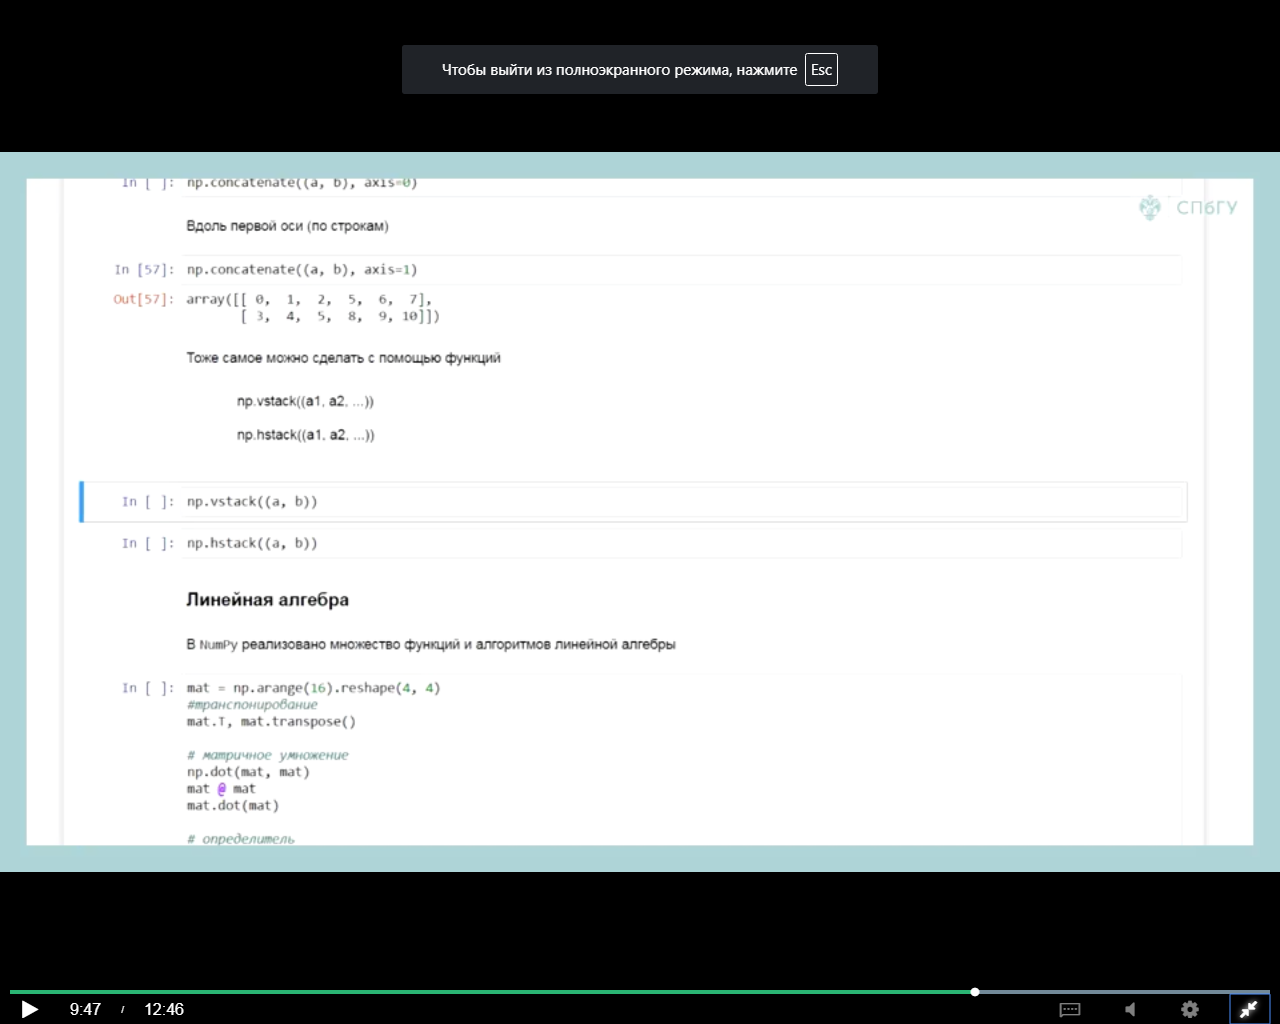 Чтобы выйти из полноэкранного режима, нажмите Esc
In [ ]: np.concatenate((a, b), axis=0)
СПбГУ
Вдоль первой оси (по строкам)
In [57]: np.concatenate((a, b), axis=1)
Out[57]: array([[ 0, 1, 2, 5, 6, 7],
[ 3, 4, 5, 8, 9, 10]])
Тоже самое можно сделать с помощью функций
np.vstack((a1, a2, ...))
np.hstack((a1, a2, ...))
In [ ]: np.vstack((a, b))
In [ ]: np.hstack((a, b))
Линейная алгебра
В NumPy реализовано множество функций и алгоритмов линейной алгебры
In [ ]: mat = np.arange(16).reshape(4, 4)
#транспонирование
mat.T, mat.transpose()
# матричное умножение
np.dot(mat, mat)
mat @ mat
mat.dot(mat)
# определитель
9:47 / 12:46